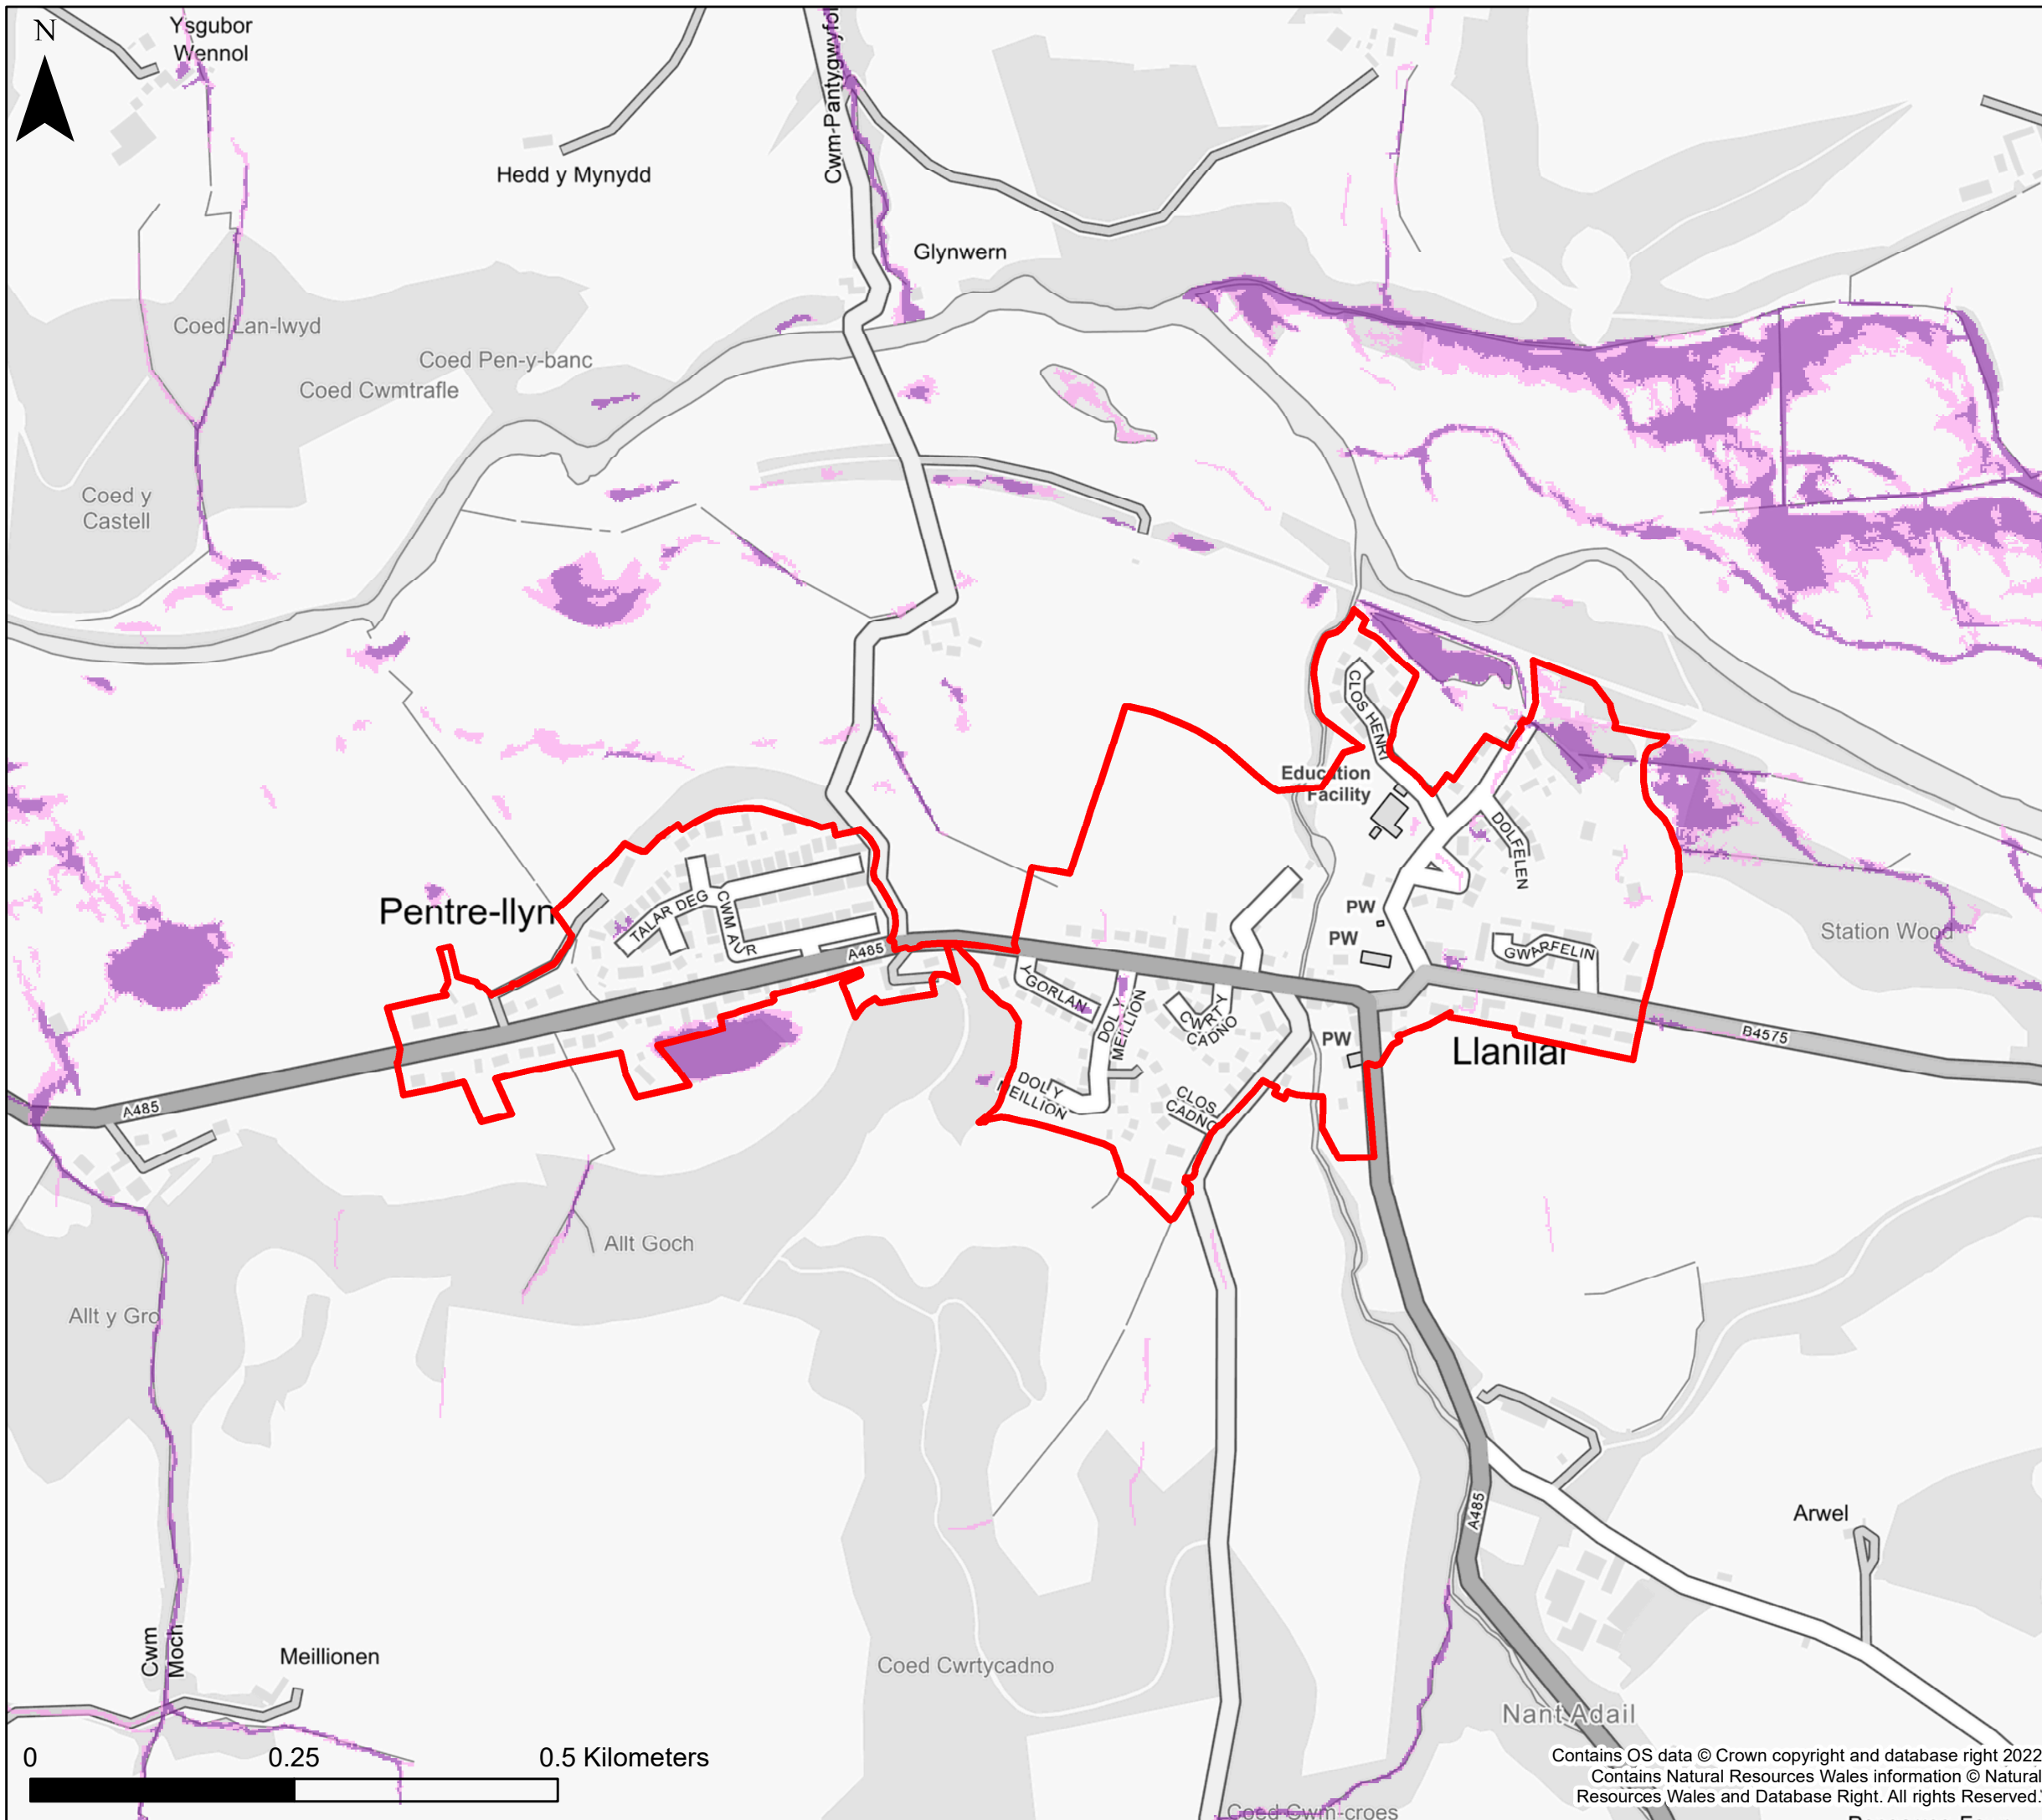 N
Ysgubor
Wennol
Cwm-Pantygwyfol
Hedd y Mynydd
Glynwern
Coed Lan-lwyd
Coed Pen-y-banc
Coed Cwmtrafle
Coed y
Castell
CLOS HENRI
Education
Facility
DOLFELEN
Pentre-llyn
TALAR DEG
CWM AUR
A485
PW
PW
Station Wood
GWARFELIN
Y GORLAN
DOL Y
MEILLION
CWRT Y
CADNO
PW
Llanilar
B4575
DOL Y
MEILLION
CLOS
CADNO
A485
Allt Goch
Allt y Gro
A485
Arwel
Cwm
Moch
Meillionen
Coed Cwrtycadno
Nant Adail
0 0.25 0.5 Kilometers
Contains OS data © Crown copyright and database right 2022
Contains Natural Resources Wales information © Natural
Resources Wales and Database Right. All rights Reserved.
Coed Cwm-croes